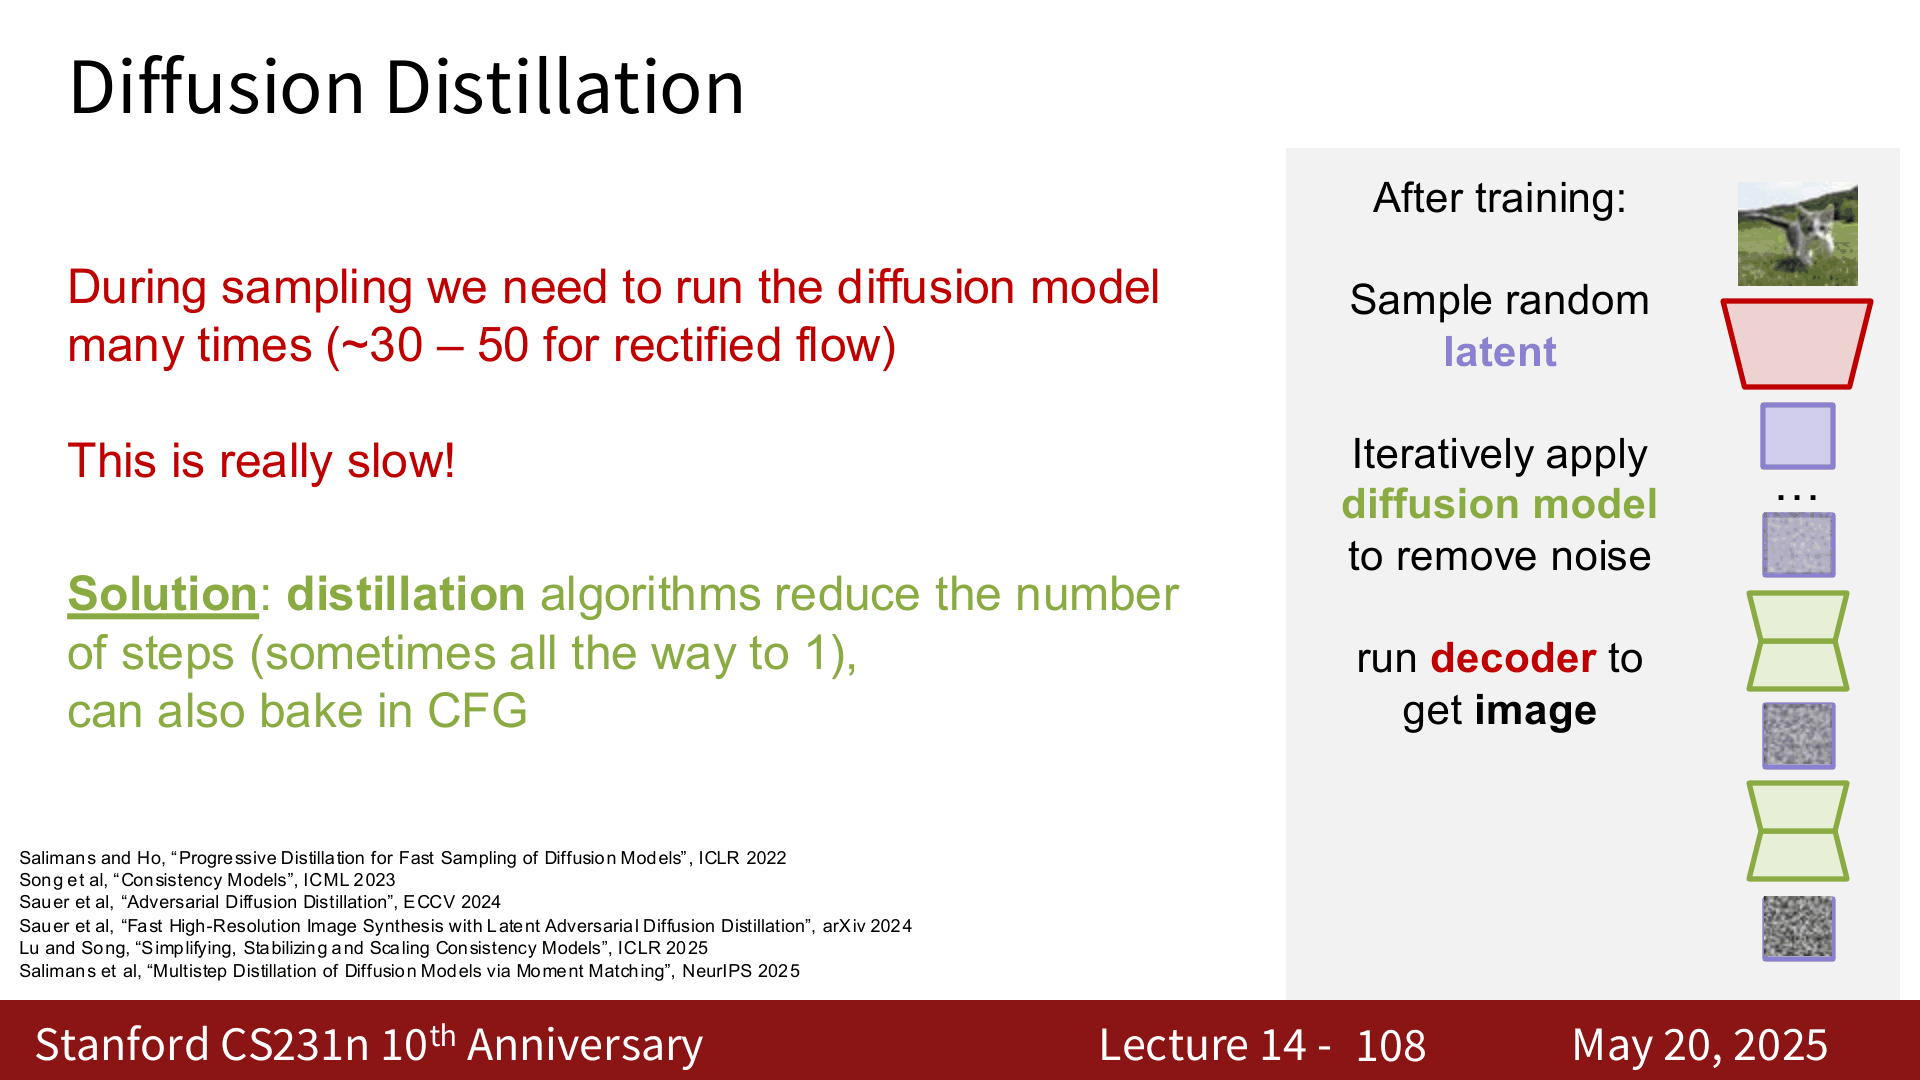 Diffusion Distillation
During sampling we need to run the diffusion model
many times (~30 – 50 for rectified flow)
This is really slow!
Solution: distillation algorithms reduce the number
of steps (sometimes all the way to 1),
can also bake in CFG
After training:
Sample random
latent
Iteratively apply
diffusion model
to remove noise
run decoder to
get image
...
Salimans and Ho, “Progressive Distillation for Fast Sampling of Diffusion Models”, ICLR 2022
Song et al, “Consistency Models”, ICML 2023
Sauer et al, “Adversarial Diffusion Distillation”, ECCV 2024
Sauer et al, “Fast High-Resolution Image Synthesis with Latent Adversarial Diffusion Distillation”, arXiv 2024
Lu and Song, “Simplifying, Stabilizing and Scaling Consistency Models”, ICLR 2025
Salimans et al, “Multistep Distillation of Diffusion Models via Moment Matching”, NeurIPS 2025
Stanford CS231n 10th Anniversary
Lecture 14 - 108
May 20, 2025